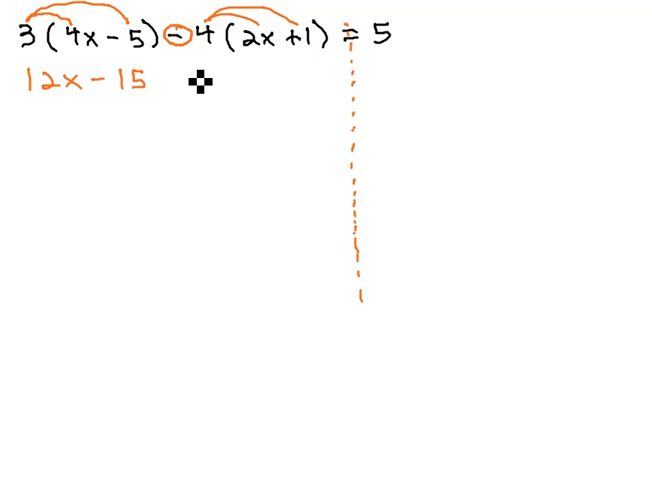 3(4x - 5) - 4(2x + 1) = 5
12x - 15